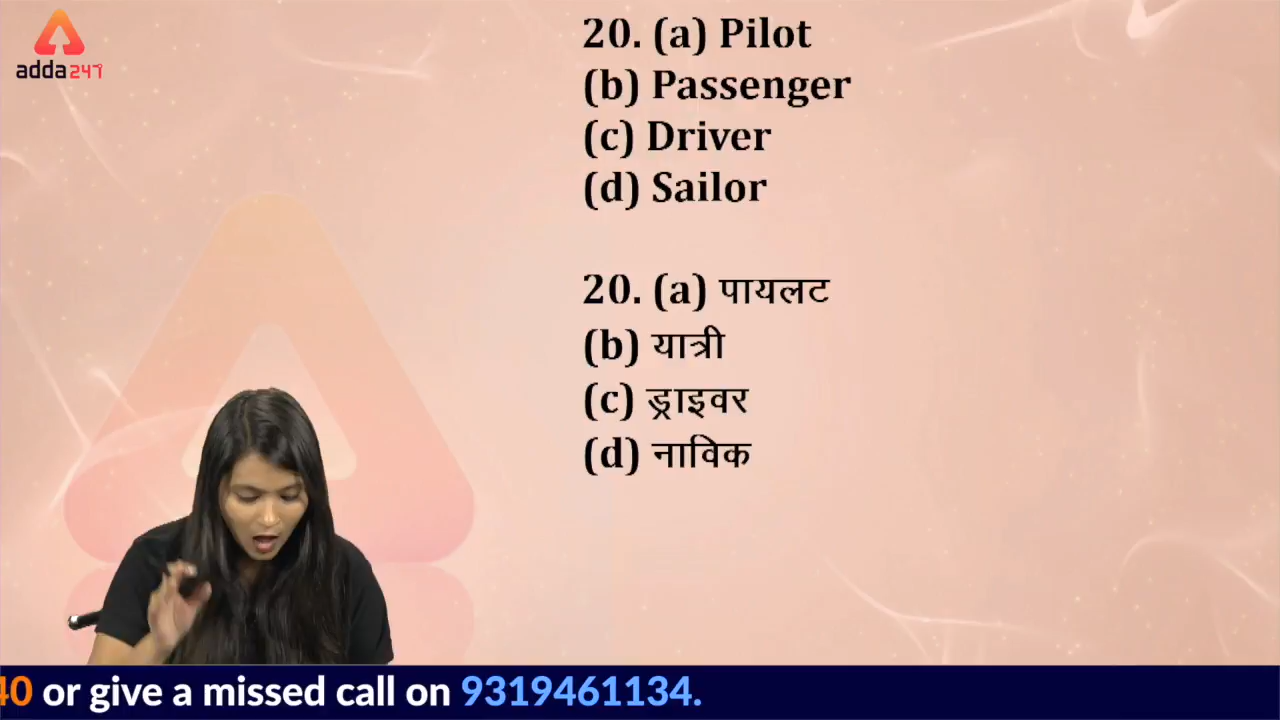 adda247
20. (a) Pilot
(b) Passenger
(c) Driver
(d) Sailor
20. (a) पायलट
(b) यात्री
(c) ड्राइवर
(d) नाविक
40 or give a missed call on 9319461134.